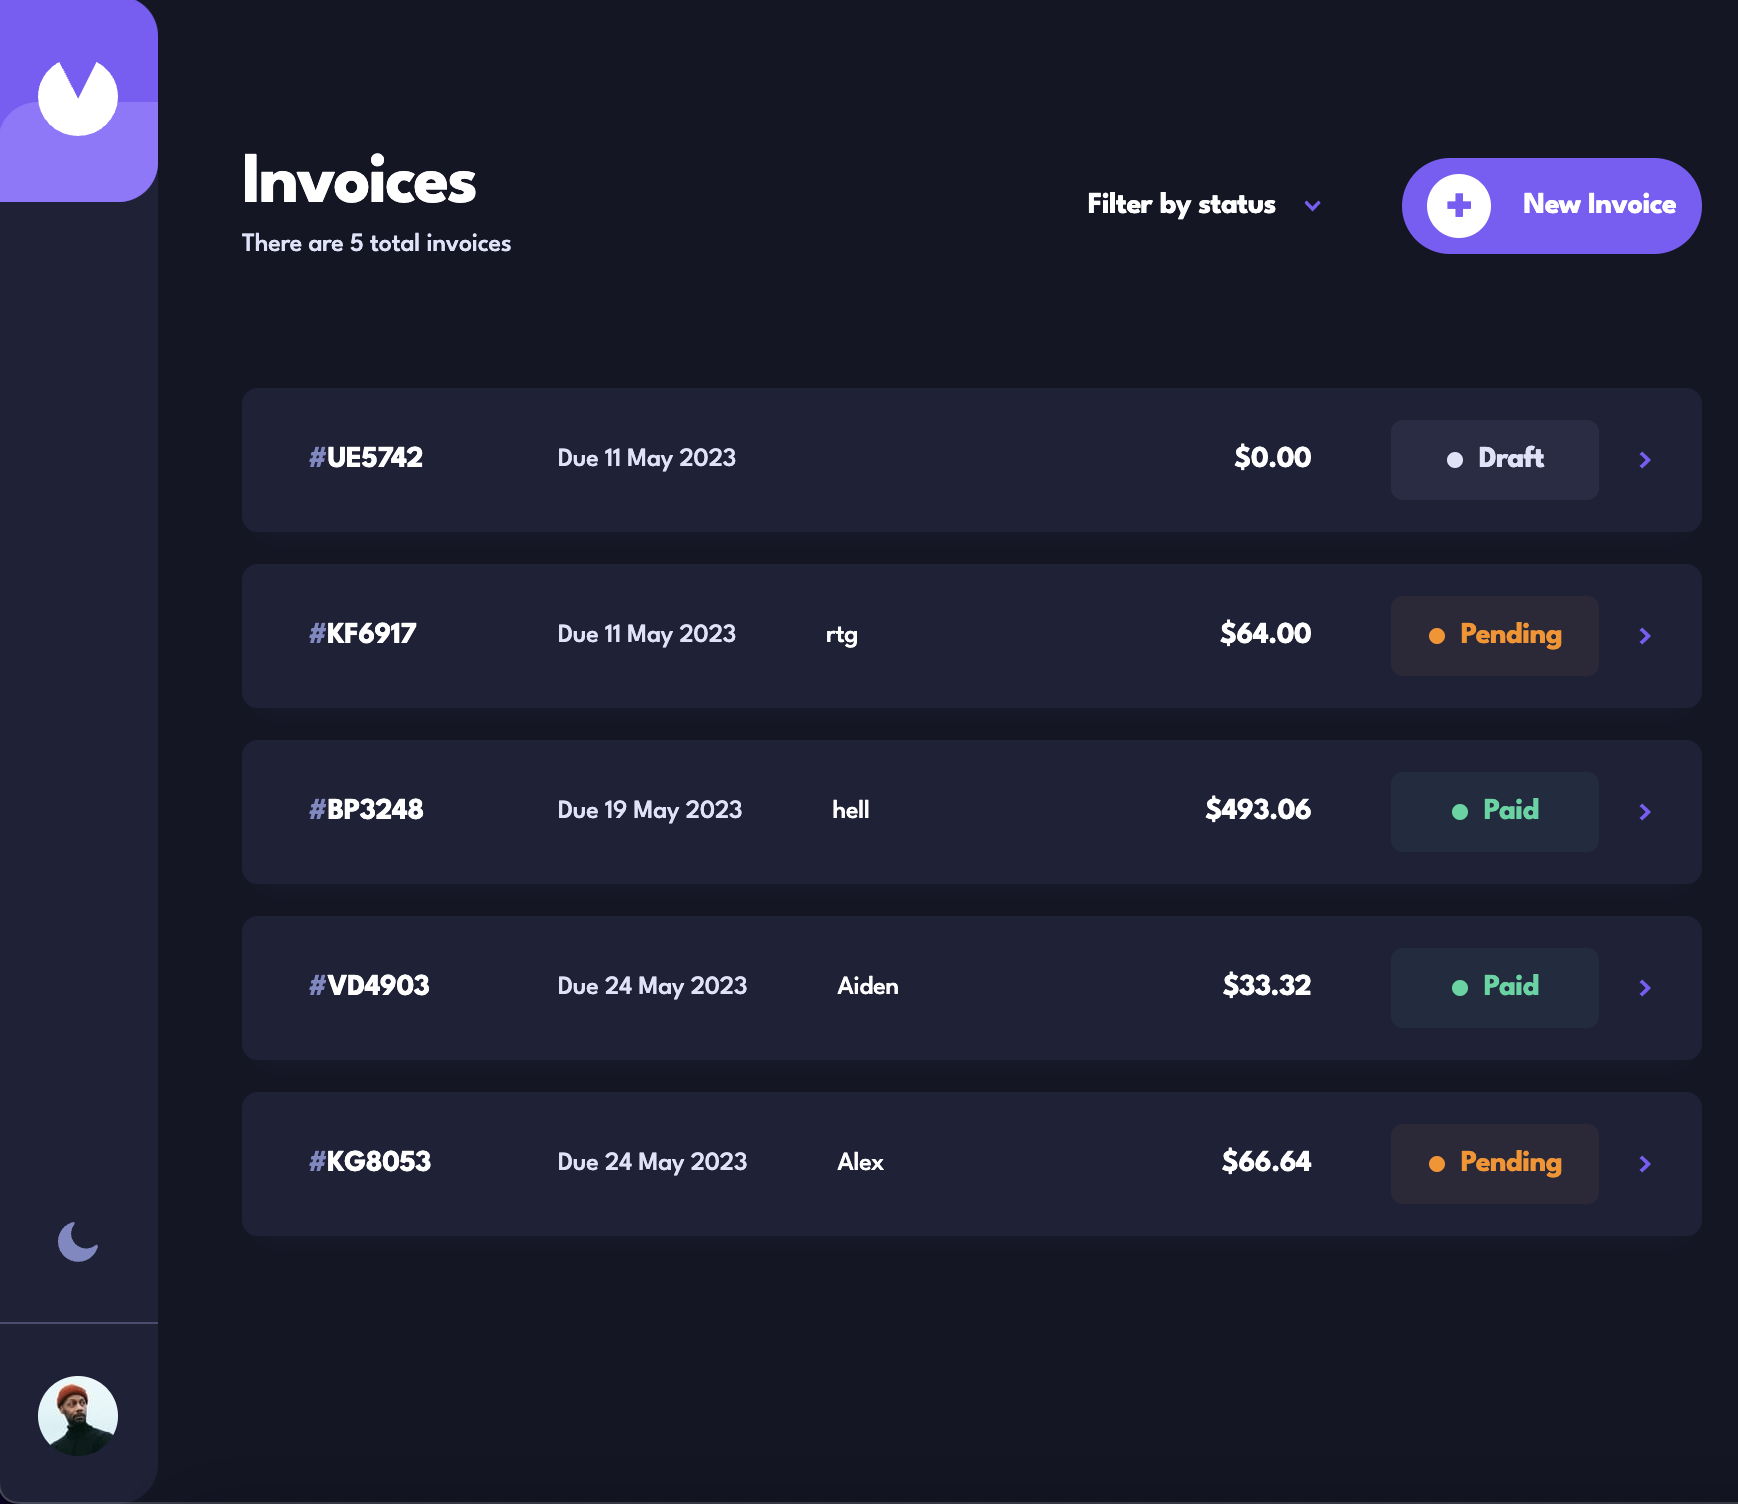 Invoices
There are 5 total invoices
Filter by status
New Invoice
#UE5742 Due 11 May 2023 $0.00 Draft
#KF6917 Due 11 May 2023 rtg $64.00 Pending
#BP3248 Due 19 May 2023 hell $493.06 Paid
#VD4903 Due 24 May 2023 Aiden $33.32 Paid
#KG8053 Due 24 May 2023 Alex $66.64 Pending